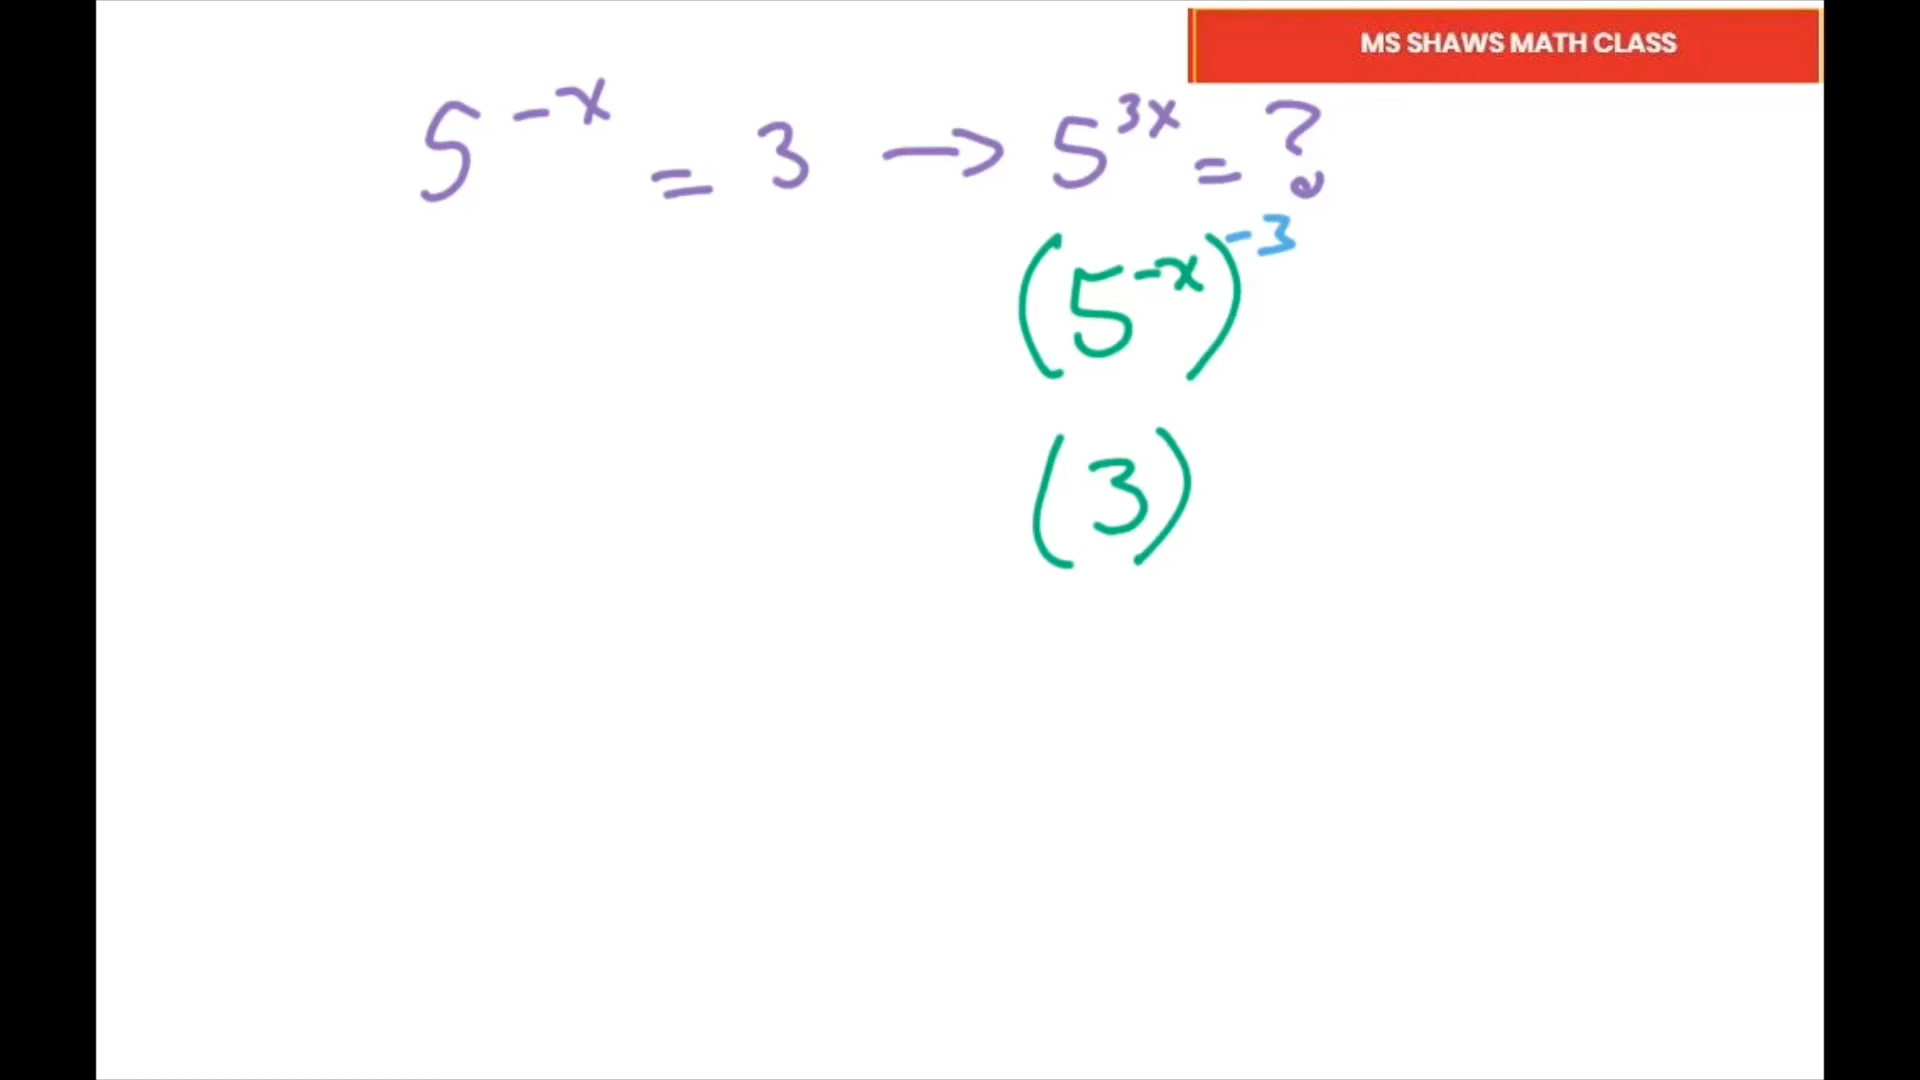 MS SHAWS MATH CLASS
5^{-x} = 3 → 5^{3x} = ?
(5^{-x})^{-3}
(3)